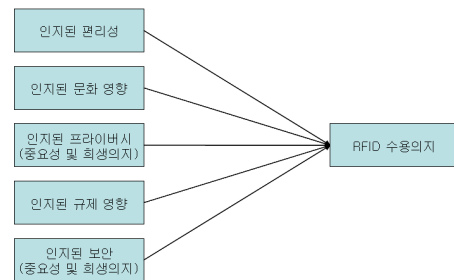 인지된 편리성
인지된 문화 영향
인지된 프라이버시
(중요성 및 희생의지)
RFID 수용의지
인지된 규제 영향
인지된 보안
(중요성 및 희생의지)